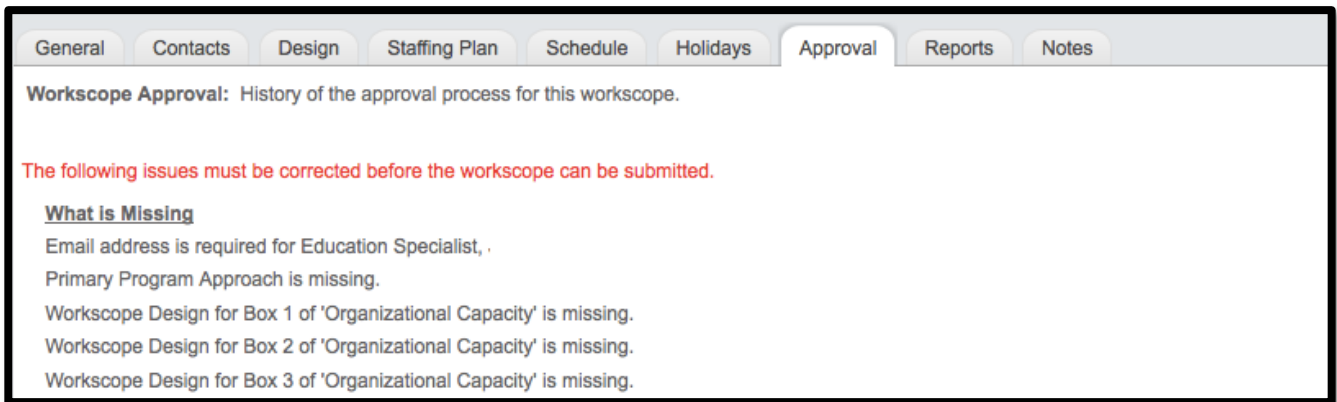 General Contacts Design Staffing Plan Schedule Holidays Approval Reports Notes
Workscope Approval: History of the approval process for this workscope.
The following issues must be corrected before the workscope can be submitted.
What is Missing
Email address is required for Education Specialist, .
Primary Program Approach is missing.
Workscope Design for Box 1 of 'Organizational Capacity' is missing.
Workscope Design for Box 2 of 'Organizational Capacity' is missing.
Workscope Design for Box 3 of 'Organizational Capacity' is missing.